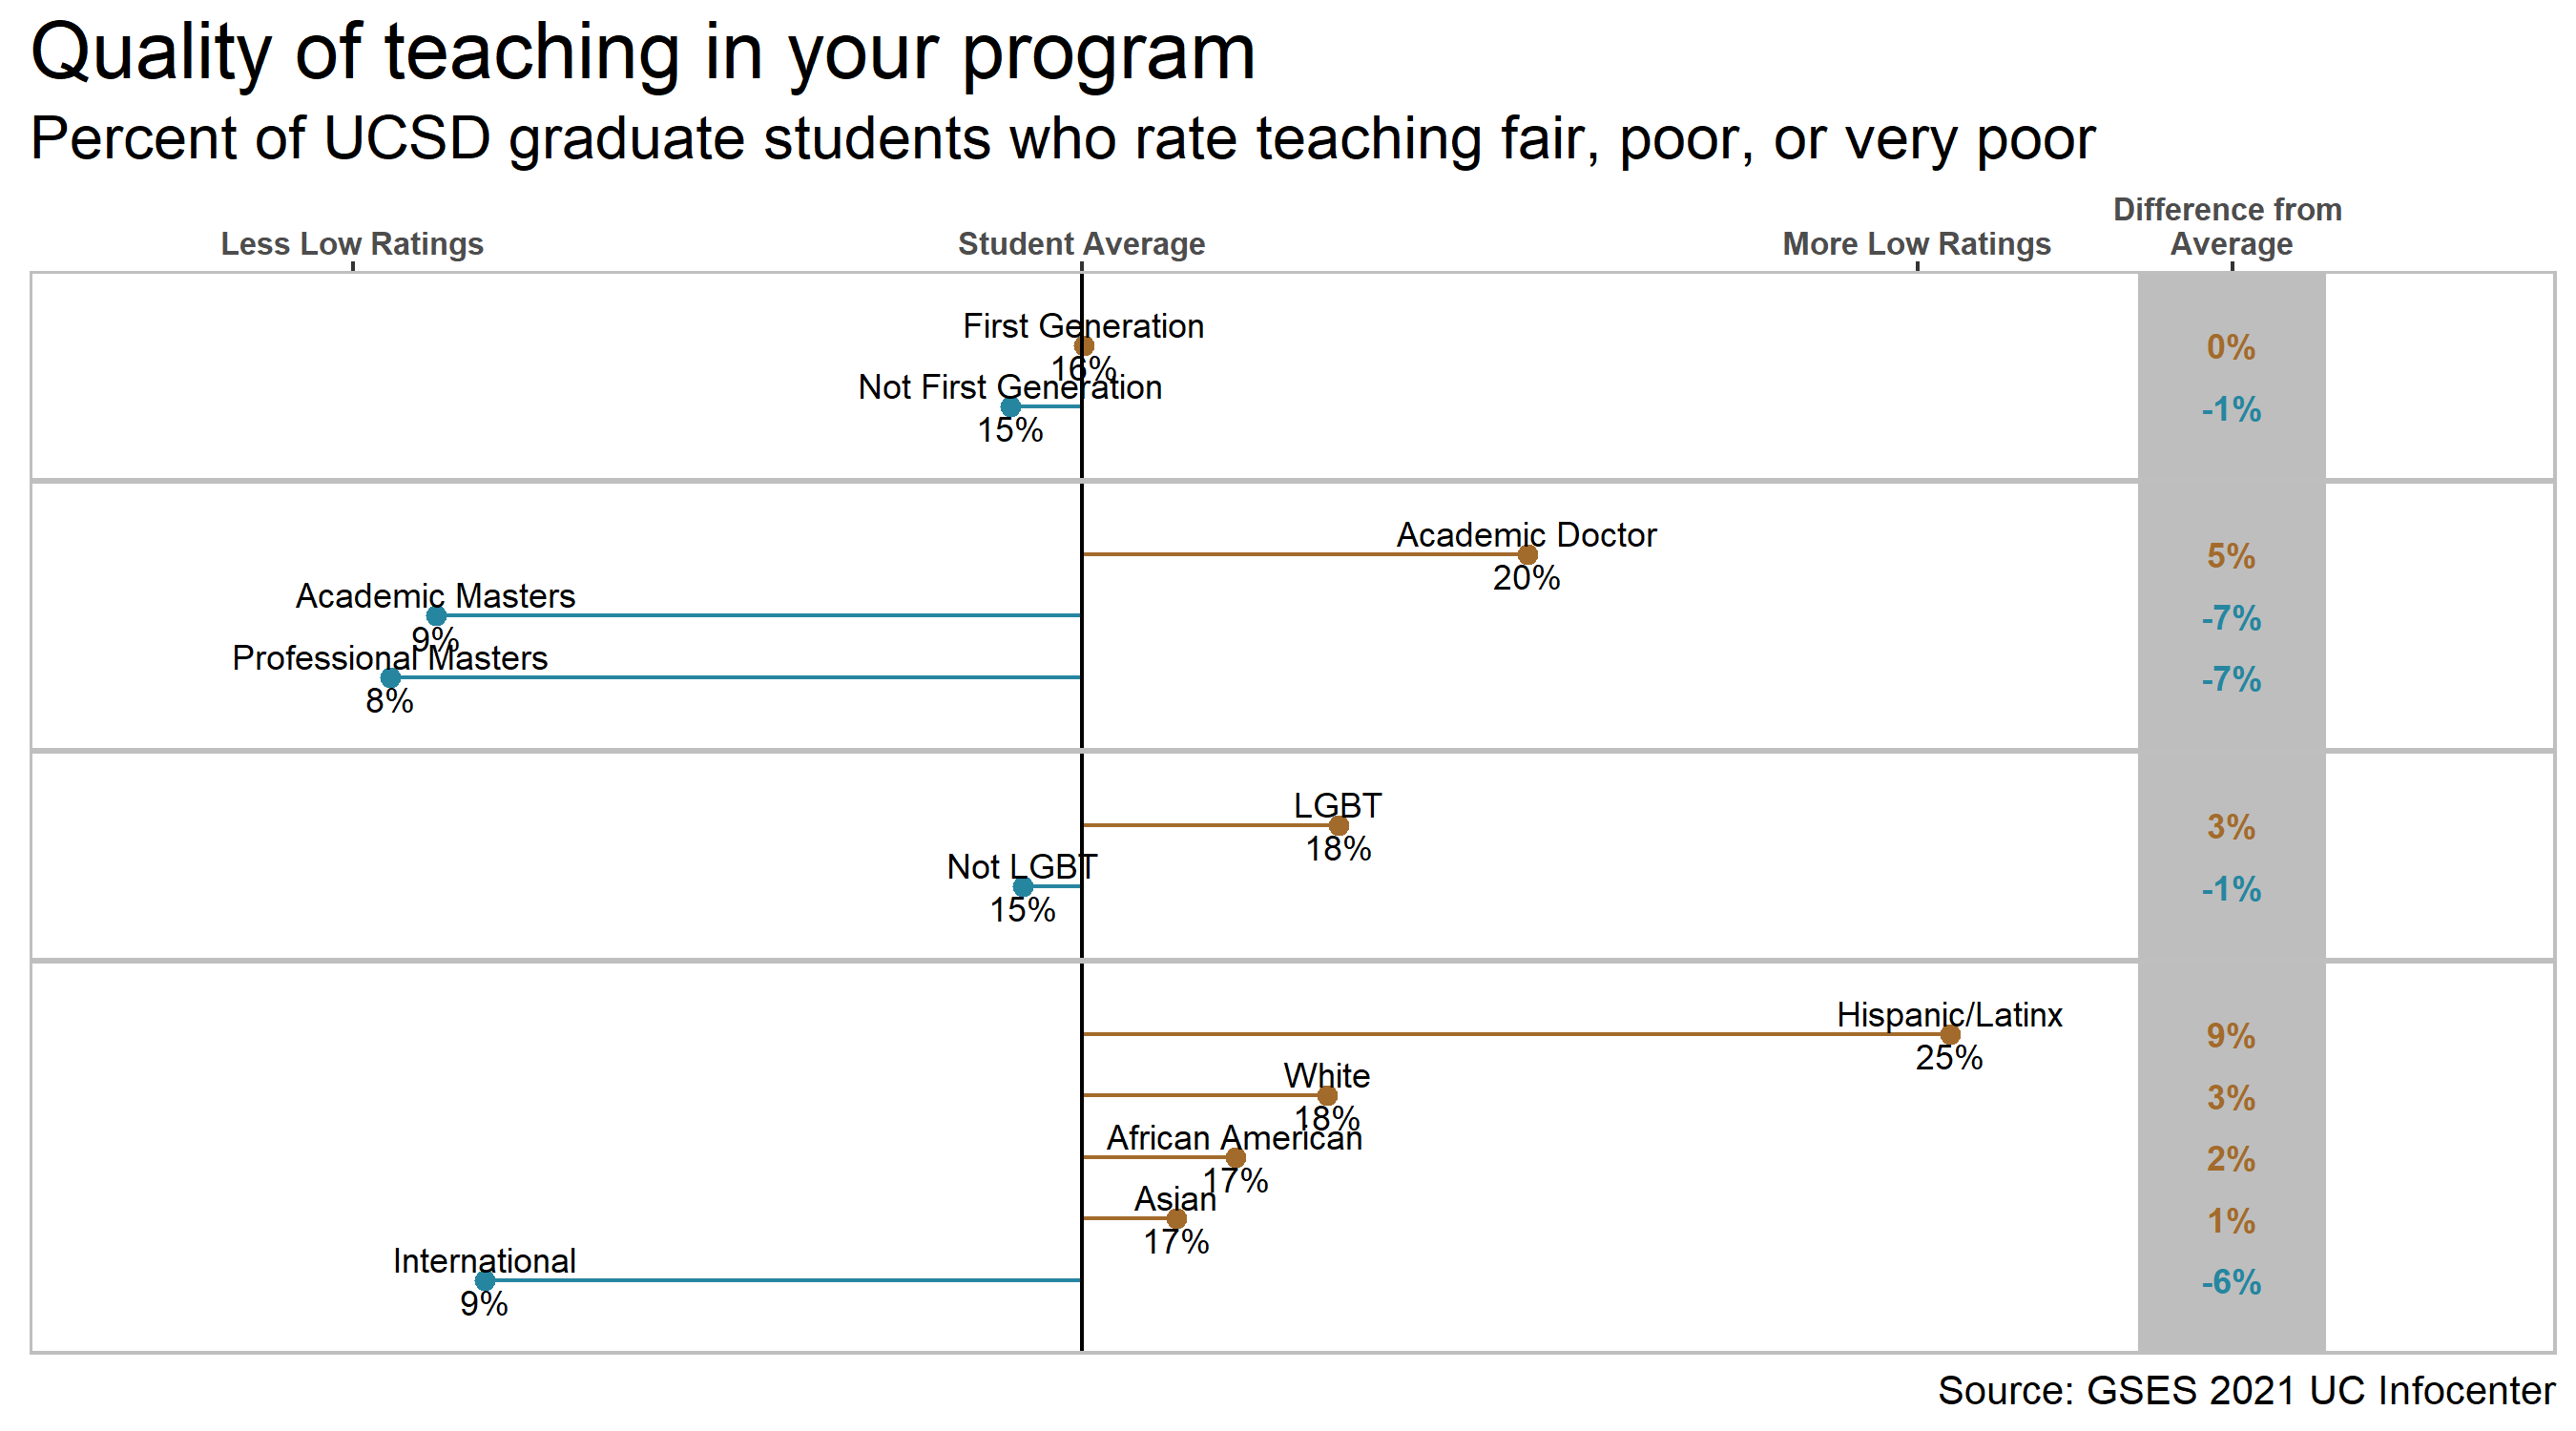 Quality of teaching in your program
Percent of UCSD graduate students who rate teaching fair, poor, or very poor
Less Low Ratings
Student Average
More Low Ratings
Difference from
Average
First Generation
16%
0%
Not First Generation
15%
-1%
Academic Doctor
20%
5%
Academic Masters
9%
-7%
Professional Masters
8%
-7%
LGBT
18%
3%
Not LGBT
15%
-1%
Hispanic/Latinx
25%
9%
White
18%
3%
African American
17%
2%
Asian
17%
1%
International
9%
-6%
Source: GSES 2021 UC Infocenter